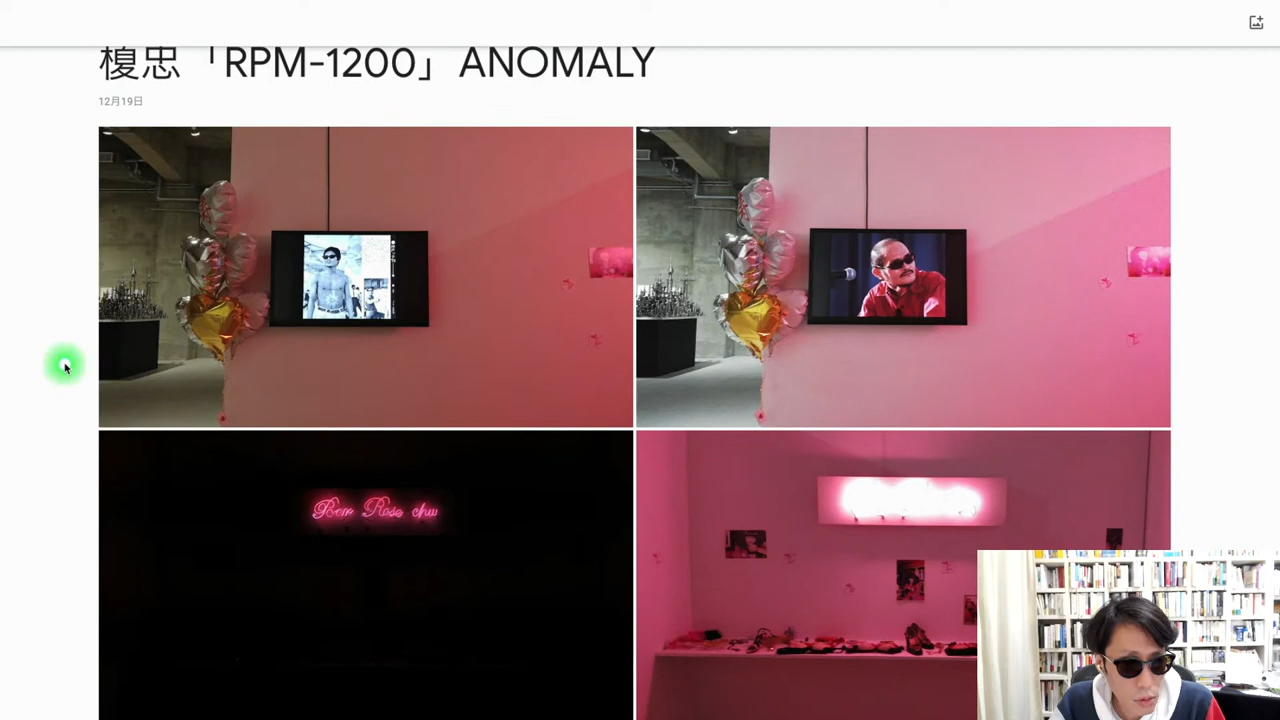 榎忠「RPM-1200」ANOMALY
12月19日
Bar Rose chu